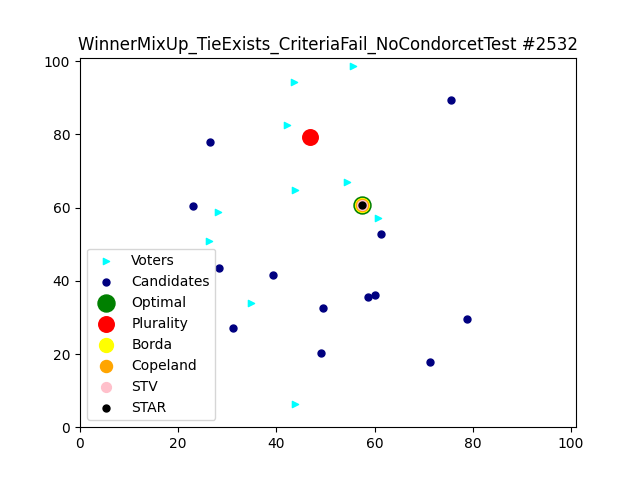 WinnerMixUp_TieExists_CriteriaFail_NoCondorcetTest #2532
100
80
60
40
20
0
Voters
Candidates
Optimal
Plurality
Borda
Copeland
STV
STAR
0 20 40 60 80 100